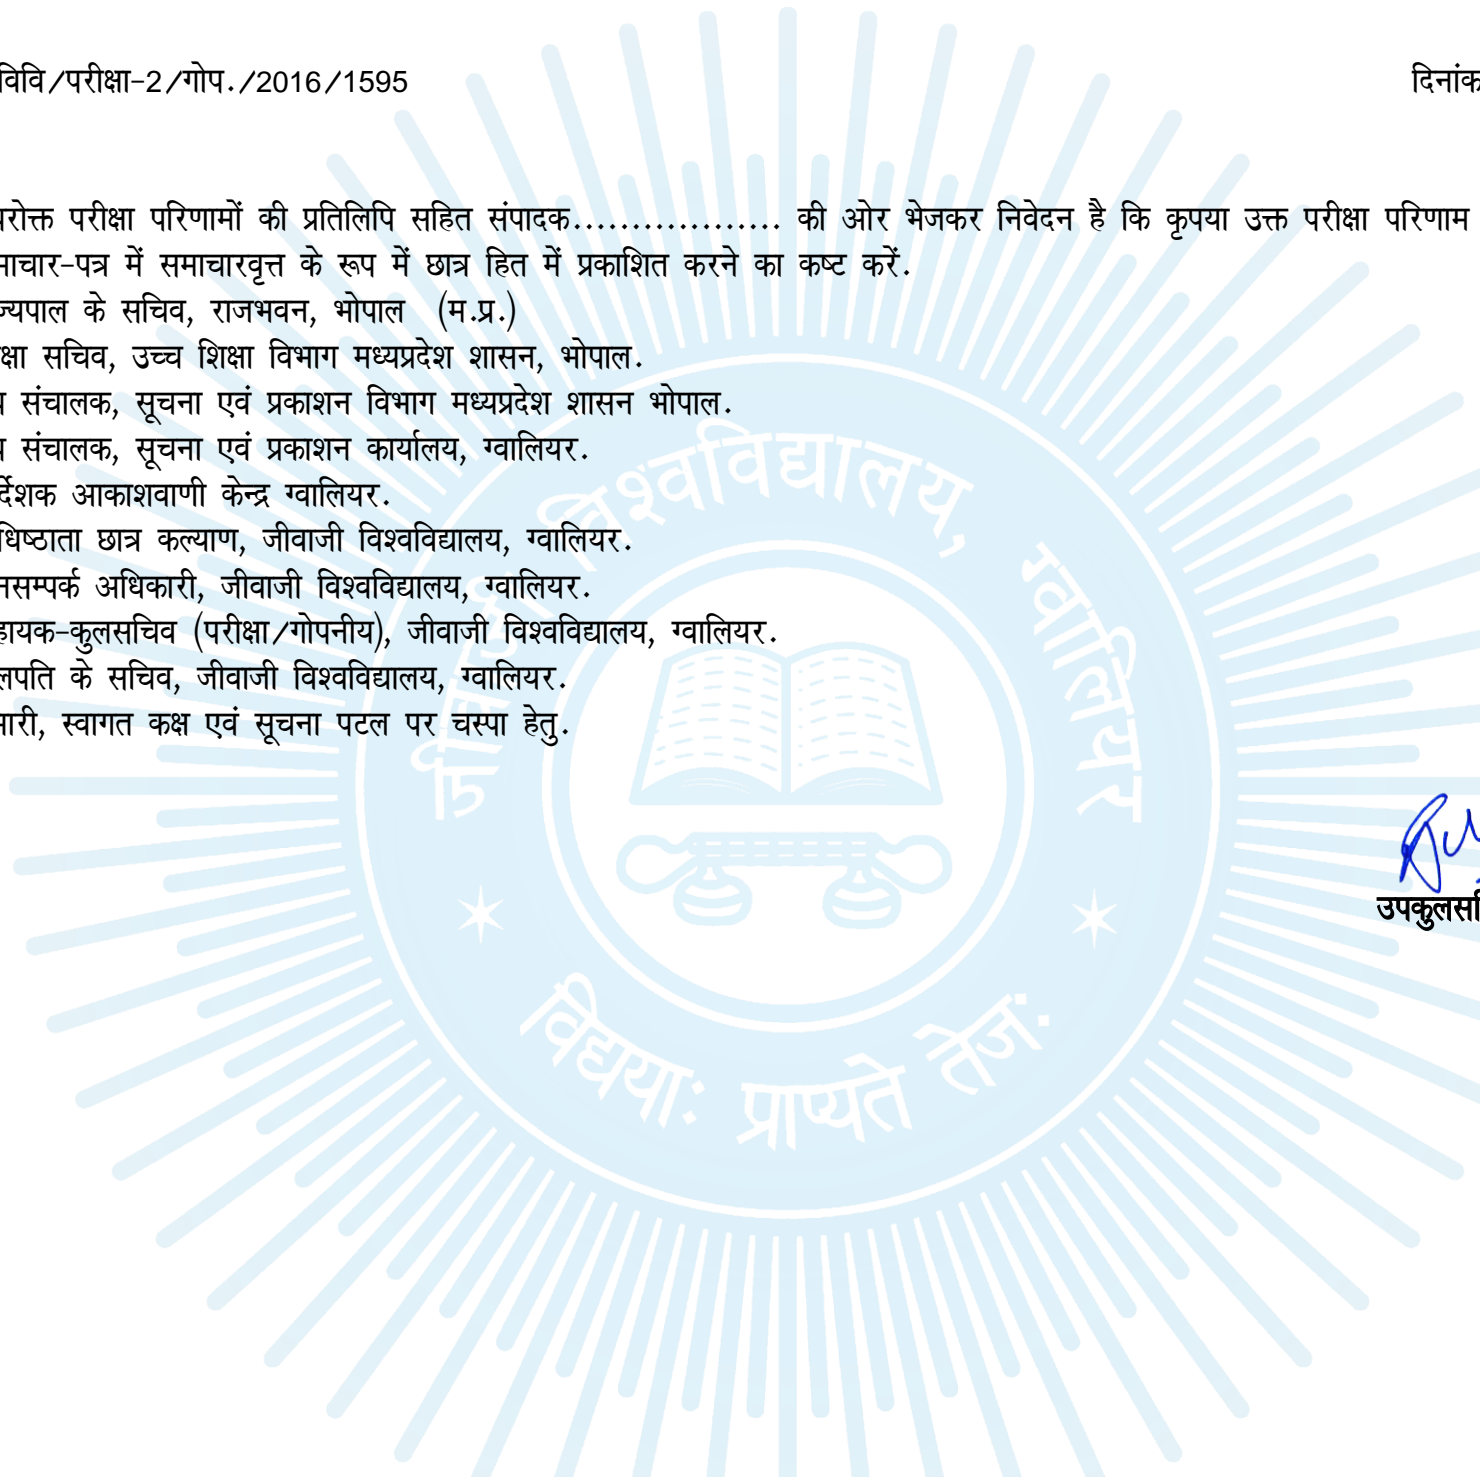 विवि/परीक्षा-2/गोप./2016/1595 दिनांक
परोक्त परीक्षा परिणामों की प्रतिलिपि सहित संपादक.................. की ओर भेजकर निवेदन है कि कृपया उक्त परीक्षा परिणाम
माचार-पत्र में समाचारवृत्त के रूप में छात्र हित में प्रकाशित करने का कष्ट करें.
ज्यपाल के सचिव, राजभवन, भोपाल (म.प्र.)
क्षा सचिव, उच्च शिक्षा विभाग मध्यप्रदेश शासन, भोपाल.
संचालक, सूचना एवं प्रकाशन विभाग मध्यप्रदेश शासन भोपाल.
संचालक, सूचना एवं प्रकाशन कार्यालय, ग्वालियर.
र्देशक आकाशवाणी केन्द्र ग्वालियर.
धिष्ठाता छात्र कल्याण, जीवाजी विश्वविद्यालय, ग्वालियर.
नसम्पर्क अधिकारी, जीवाजी विश्वविद्यालय, ग्वालियर.
हायक-कुलसचिव (परीक्षा/गोपनीय), जीवाजी विश्वविद्यालय, ग्वालियर.
लपति के सचिव, जीवाजी विश्वविद्यालय, ग्वालियर.
भारी, स्वागत कक्ष एवं सूचना पटल पर चस्पा हेतु.
जीवाजी विश्वविद्यालय, ग्वालियर
विद्यया: प्राप्यते तेजः
उपकुलसचि